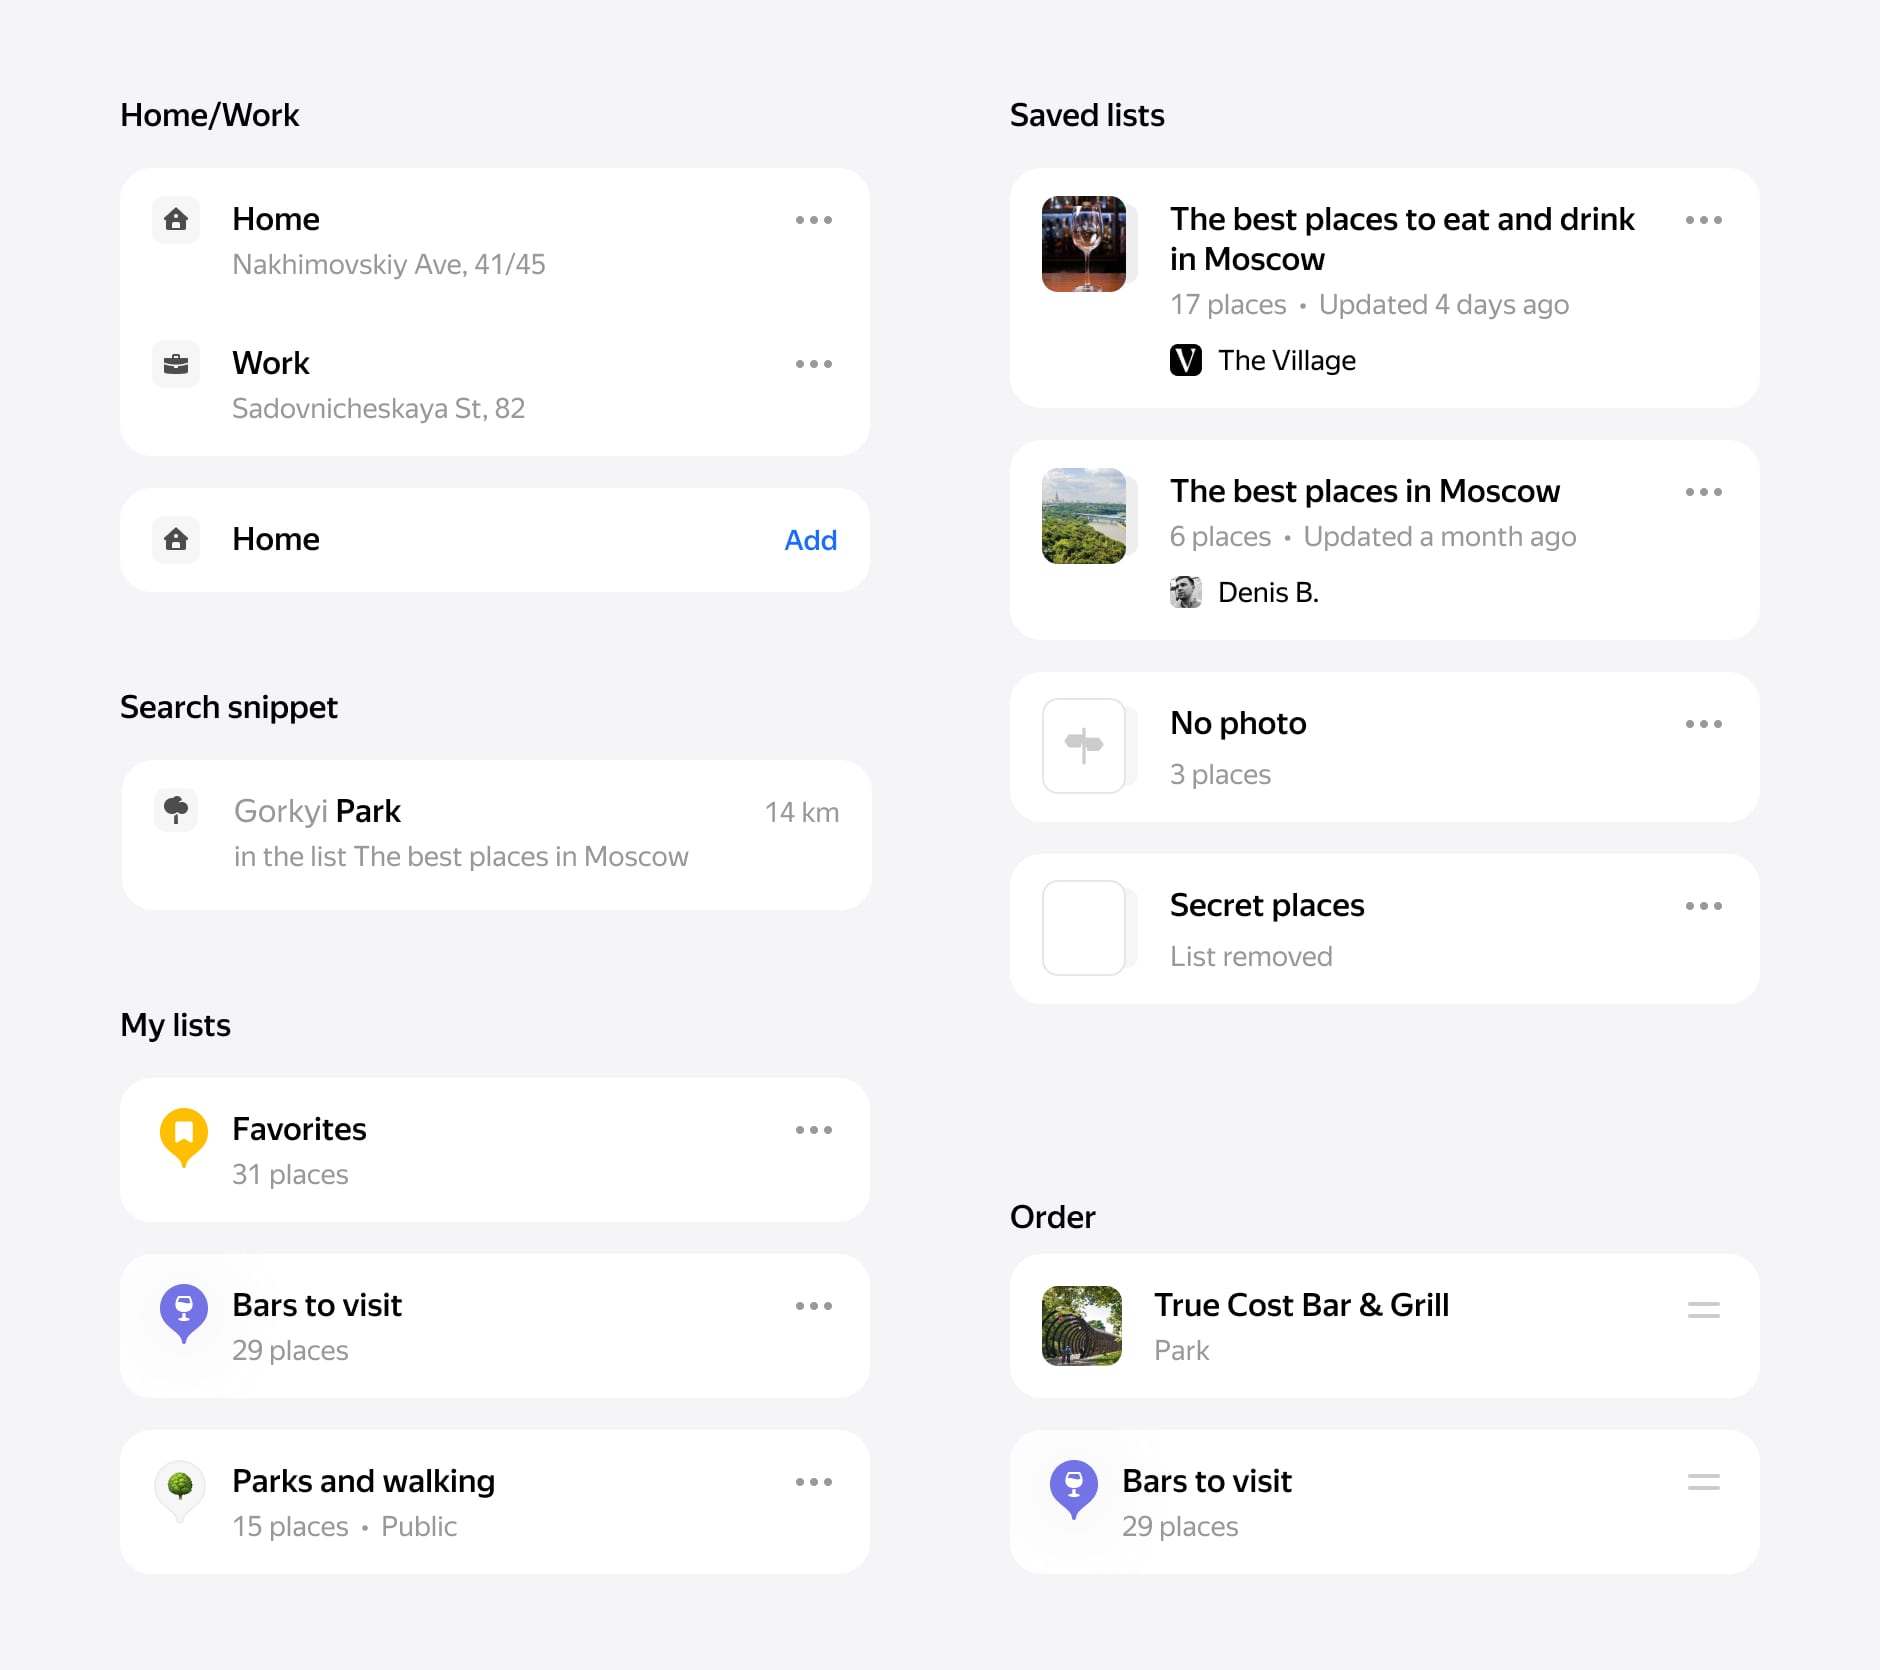 Home/Work
Home
Nakhimovskiy Ave, 41/45
Work
Sadovnicheskaya St, 82
Home
Add
Search snippet
Gorkyi Park
14 km
in the list The best places in Moscow
My lists
Favorites
31 places
Bars to visit
29 places
Parks and walking
15 places • Public
Saved lists
The best places to eat and drink
in Moscow
17 places • Updated 4 days ago
V The Village
The best places in Moscow
6 places • Updated a month ago
Denis B.
No photo
3 places
Secret places
List removed
Order
True Cost Bar & Grill
Park
Bars to visit
29 places